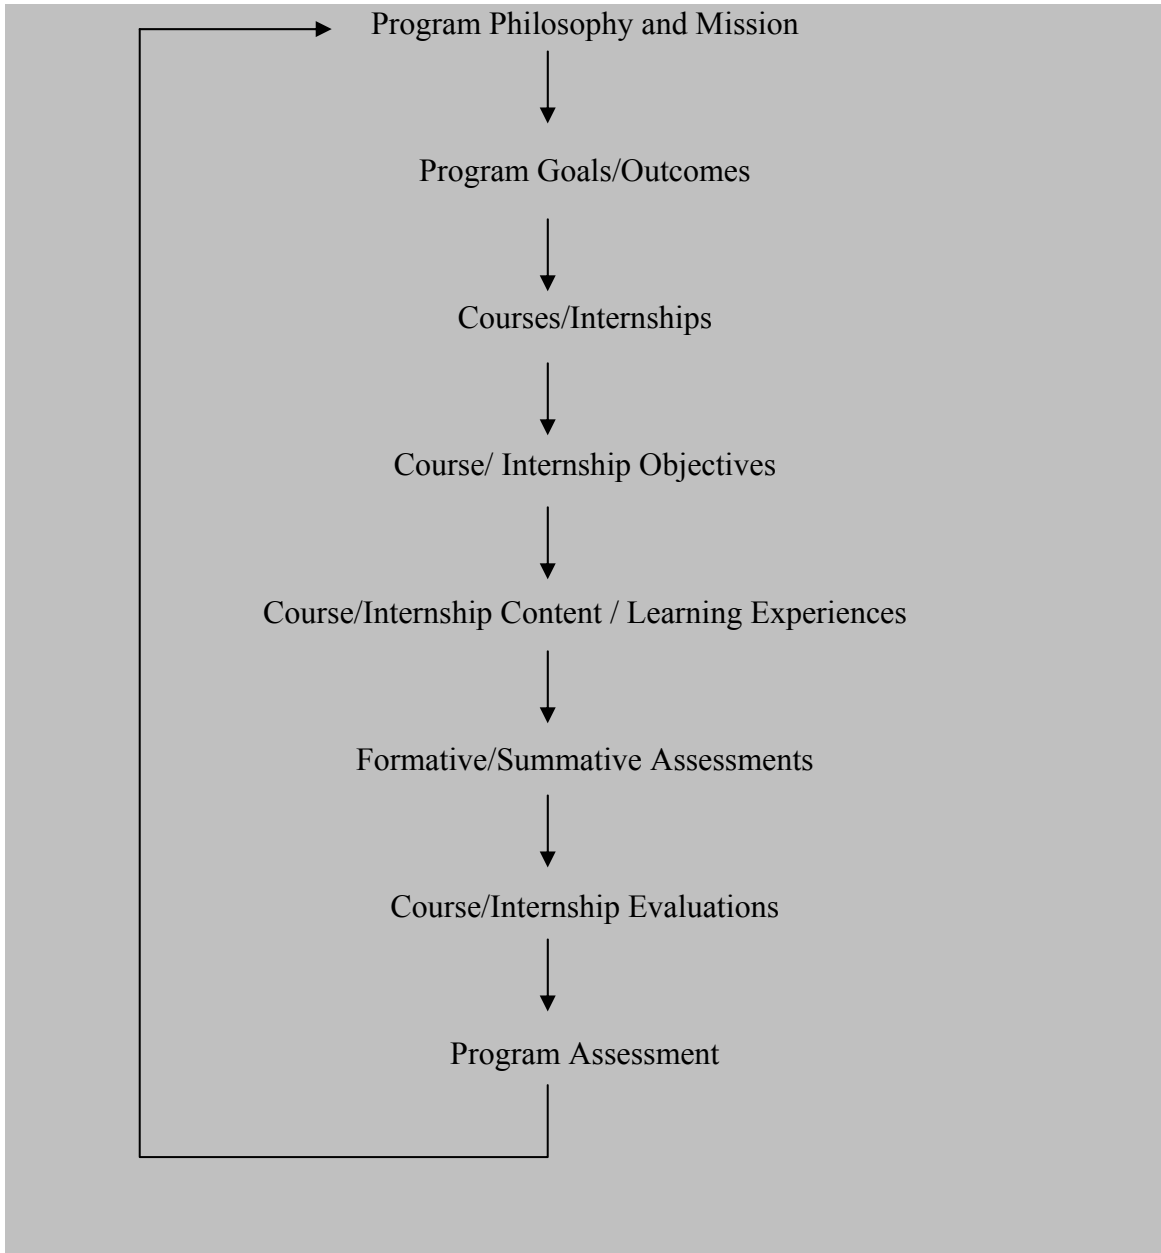 Program Philosophy and Mission
Program Goals/Outcomes
Courses/Internships
Course/ Internship Objectives
Course/Internship Content / Learning Experiences
Formative/Summative Assessments
Course/Internship Evaluations
Program Assessment